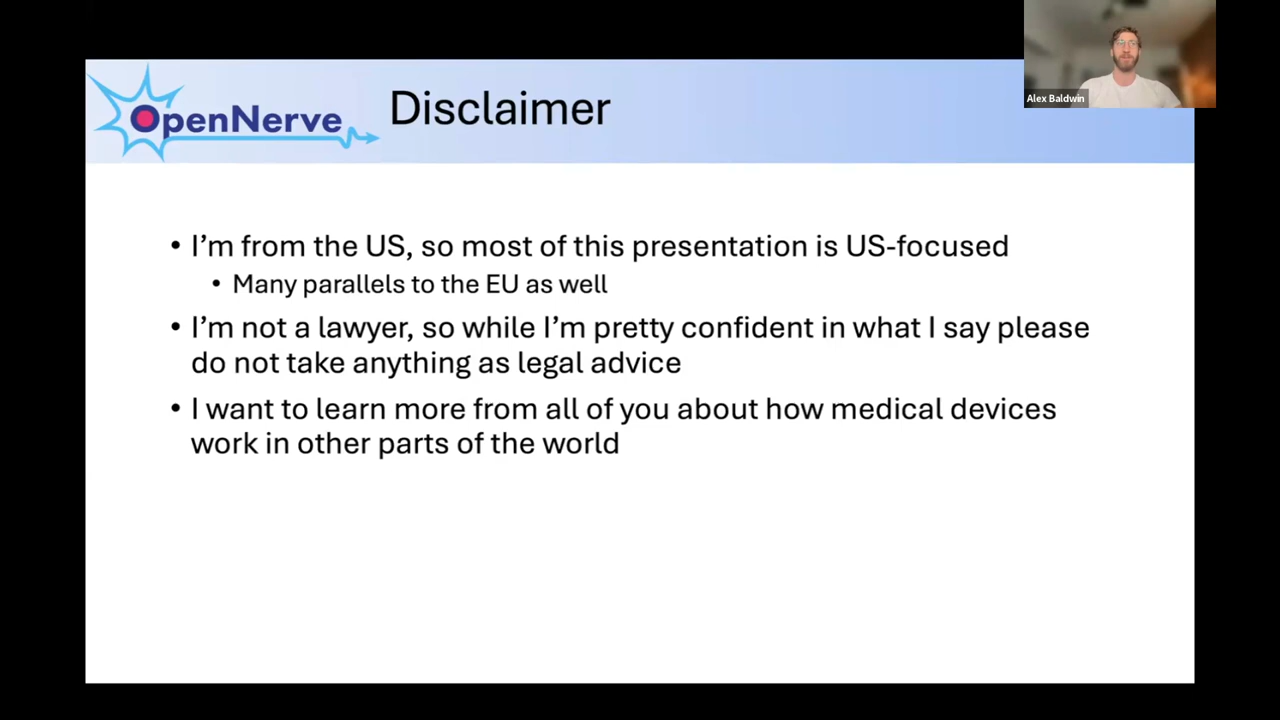 OpenNerve
Disclaimer
Alex Baldwin
• I'm from the US, so most of this presentation is US-focused
• Many parallels to the EU as well
• I'm not a lawyer, so while I'm pretty confident in what I say please
do not take anything as legal advice
• I want to learn more from all of you about how medical devices
work in other parts of the world